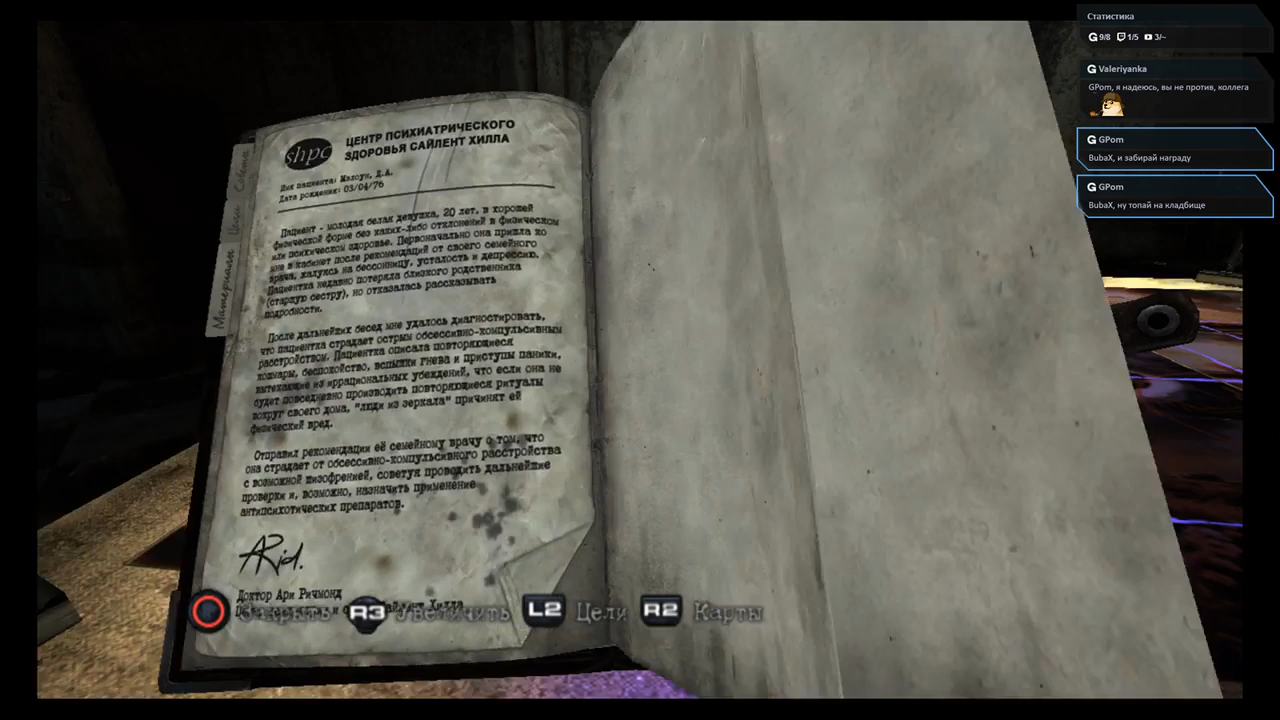 shpc
ЦЕНТР ПСИХИАТРИЧЕСКОГО
ЗДОРОВЬЯ САЙЛЕНТ ХИЛЛА
Имя пациента: Мэлоун, Д.А.
Дата рождения: 03/04/76
Пациент - молодая белая девушка, 20 лет, в хорошей
физической форме без каких-либо отклонений в физическом
или психическом здоровье. Первоначально она пришла ко
мне в кабинет после рекомендаций от своего семейного
врача, жалуясь на бессонницу, усталость и депрессию.
Пациентка недавно потеряла близкого родственника
(старшую сестру), но отказалась рассказывать
подробности.
После дальнейших бесед мне удалось диагностировать,
что пациентка страдает острым обсессивно-компульсивным
расстройством. Пациентка описала повторяющиеся
кошмары, беспокойство, вспышки гнева и приступы паники,
вытекающие из иррациональных убеждений, что если она не
будет повседневно производить повторяющиеся ритуалы
вокруг своего дома, "люди из зеркала" причинят ей
физический вред.
Отправил рекомендации её семейному врачу о том, что
она страдает от обсессивно-компульсивного расстройства
с возможной шизофренией, советуя проводить дальнейшие
проверки и, возможно, назначить применение
антипсихотических препаратов.
Доктор Ари Ричмонд
Сайлент Хилла
Материалы Цели Советы
Закрыть R3 Увеличить L2 Цели R2 Карты
Статистика
G 9/8 1/5 3/~
G Valeriyanka
GPom, я надеюсь, вы не против, коллега
G GPom
BubaX, и забирай награду
G GPom
BubaX, ну топай на кладбище